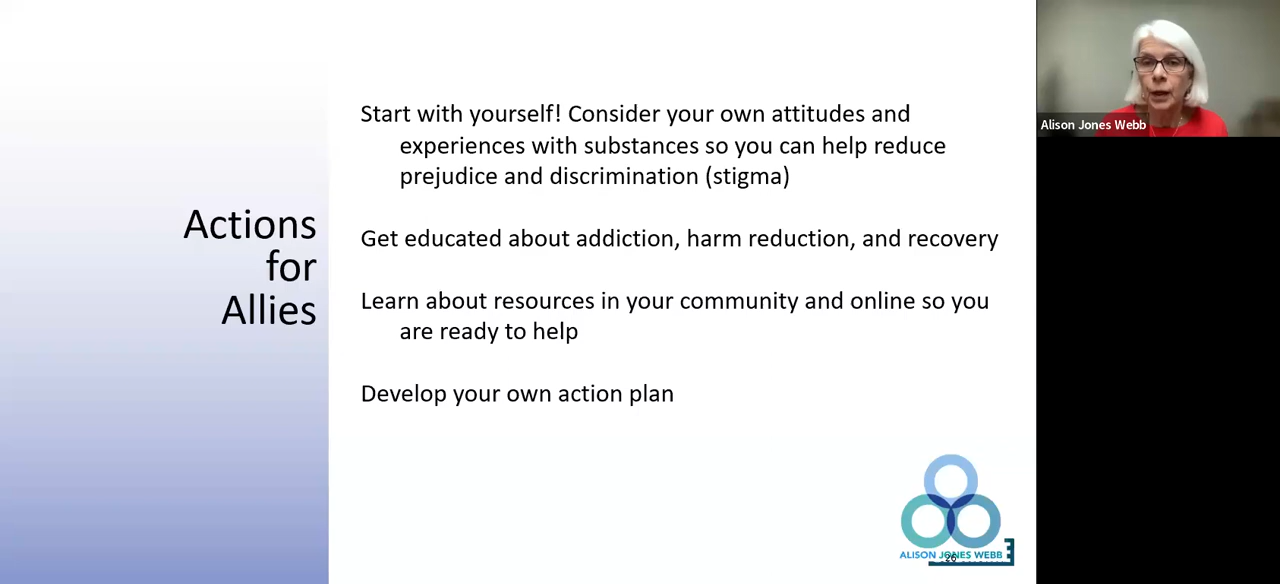 Actions
for
Allies
Start with yourself! Consider your own attitudes and
experiences with substances so you can help reduce
prejudice and discrimination (stigma)
Get educated about addiction, harm reduction, and recovery
Learn about resources in your community and online so you
are ready to help
Develop your own action plan
Alison Jones Webb
ALISON JONES WEBB
26